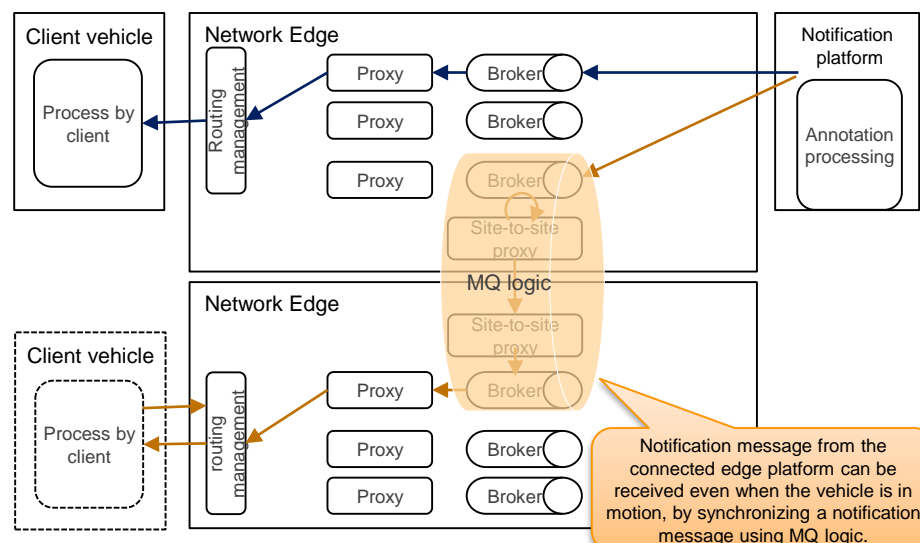 Client vehicle
Process by
client
Network Edge
Routing
management
Proxy
Broker
Proxy
Broker
Proxy
Broker
Site-to-site
proxy
Notification
platform
Annotation
processing
MQ logic
Network Edge
Site-to-site
proxy
Client vehicle
Process by
client
routing
management
Proxy
Broker
Proxy
Broker
Proxy
Broker
Notification message from the
connected edge platform can be
received even when the vehicle is in
motion, by synchronizing a notification
message using MQ logic.